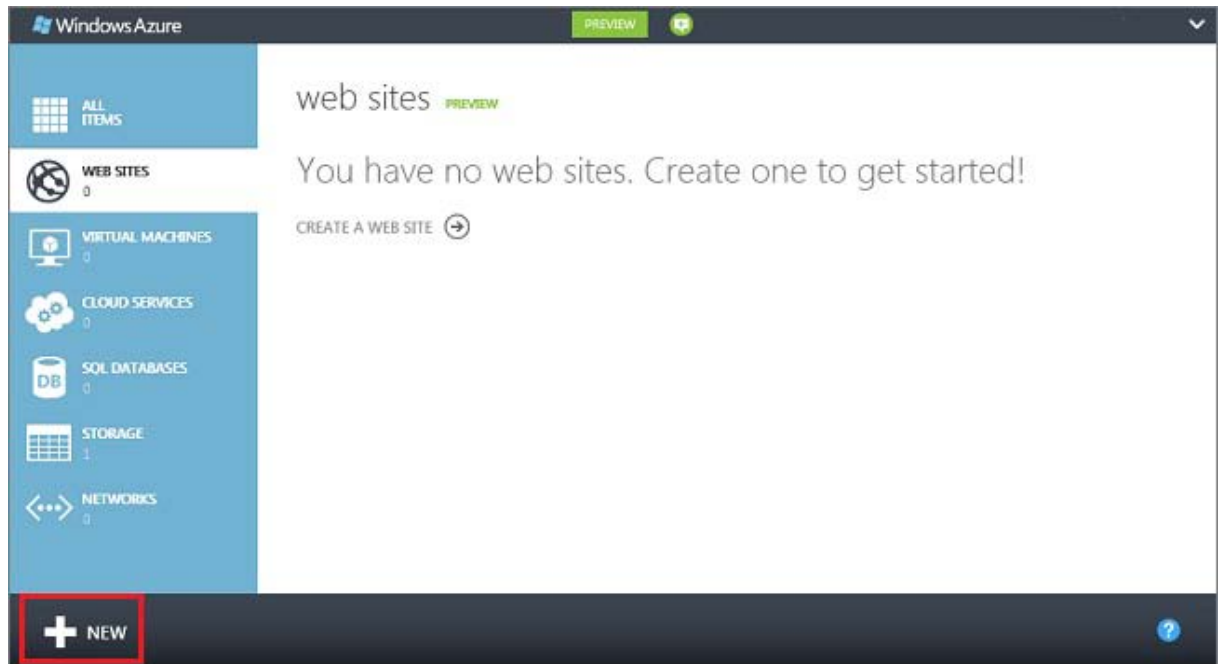 Windows Azure
PREVIEW
ALL
ITEMS
web sites PREVIEW
You have no web sites. Create one to get started!
CREATE A WEB SITE
WEB SITES
0
VIRTUAL MACHINES
0
CLOUD SERVICES
0
SQL DATABASES
0
DB
STORAGE
1
NETWORKS
0
NEW
?